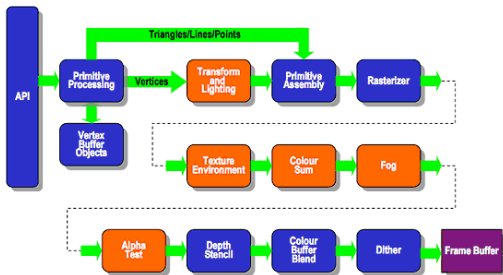 Triangles/Lines/Points
API
Primitive
Processing
Vertices
Transform
and
Lighting
Primitive
Assembly
Rasterizer
Vertex
Buffer
Objects
Texture
Environment
Colour
Sum
Fog
Alpha
Test
Depth
Stencil
Colour
Buffer
Blend
Dither
Frame Buffer